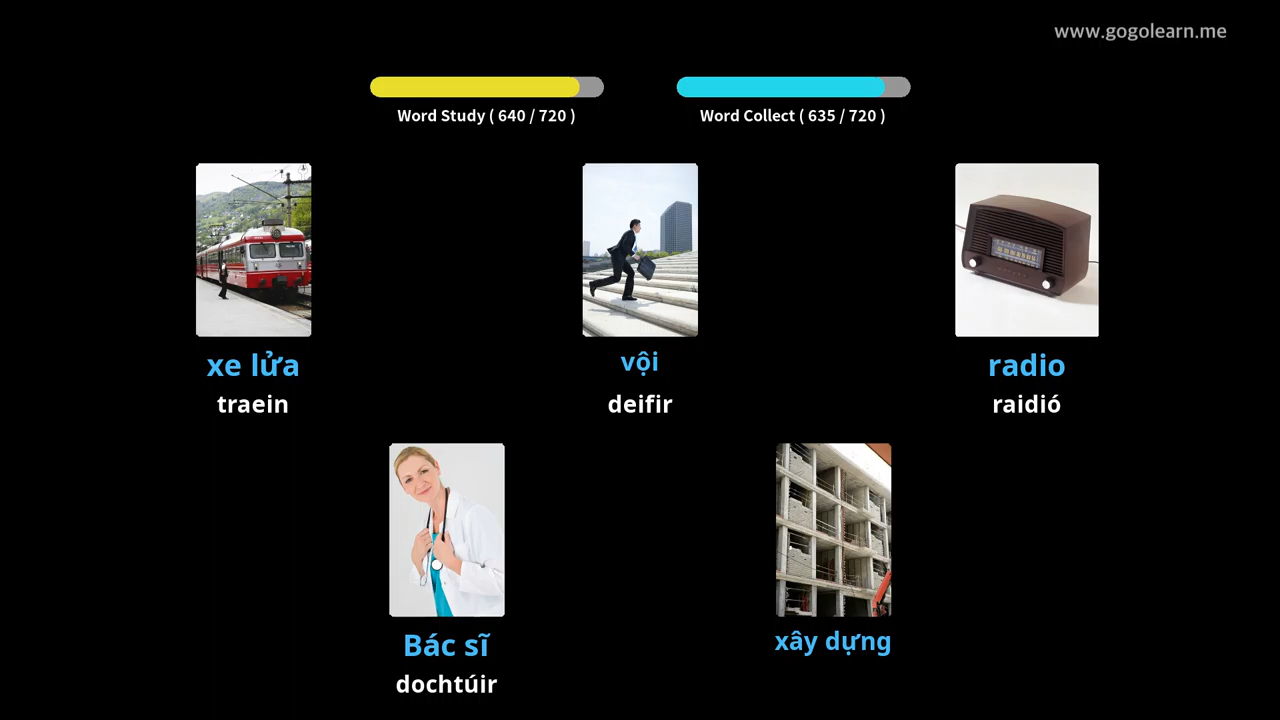 www.gogolearn.me
Word Study ( 640 / 720 )
Word Collect ( 635 / 720 )
xe lửa
vội
radio
traein
deifir
raidió
Bác sĩ
xây dựng
dochtúir